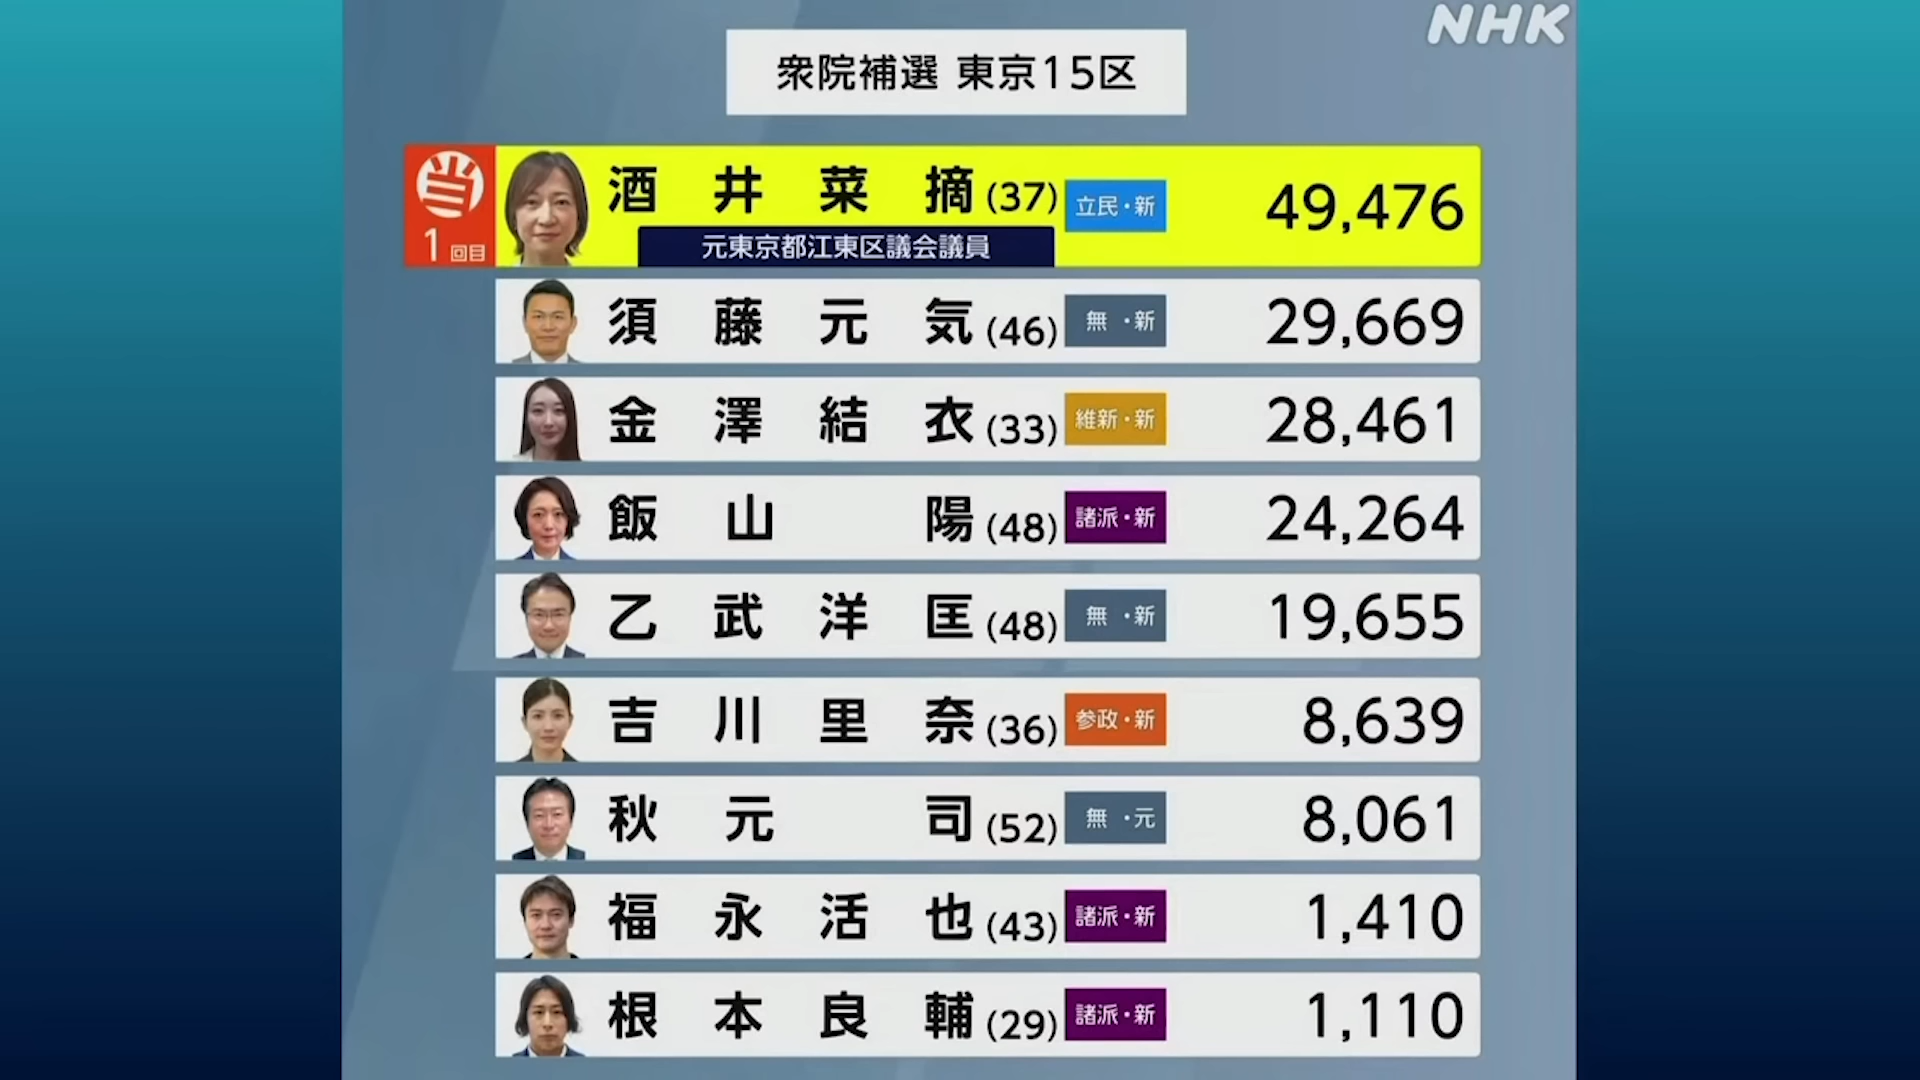 NHK
衆院補選 東京15区
当 1回目 酒井菜摘(37) 立民・新 49,476
元東京都江東区議会議員
須藤元気(46) 無・新 29,669
金澤結衣(33) 維新・新 28,461
飯山陽(48) 諸派・新 24,264
乙武洋匡(48) 無・新 19,655
吉川里奈(36) 参政・新 8,639
秋元司(52) 無・元 8,061
福永活也(43) 諸派・新 1,410
根本良輔(29) 諸派・新 1,110